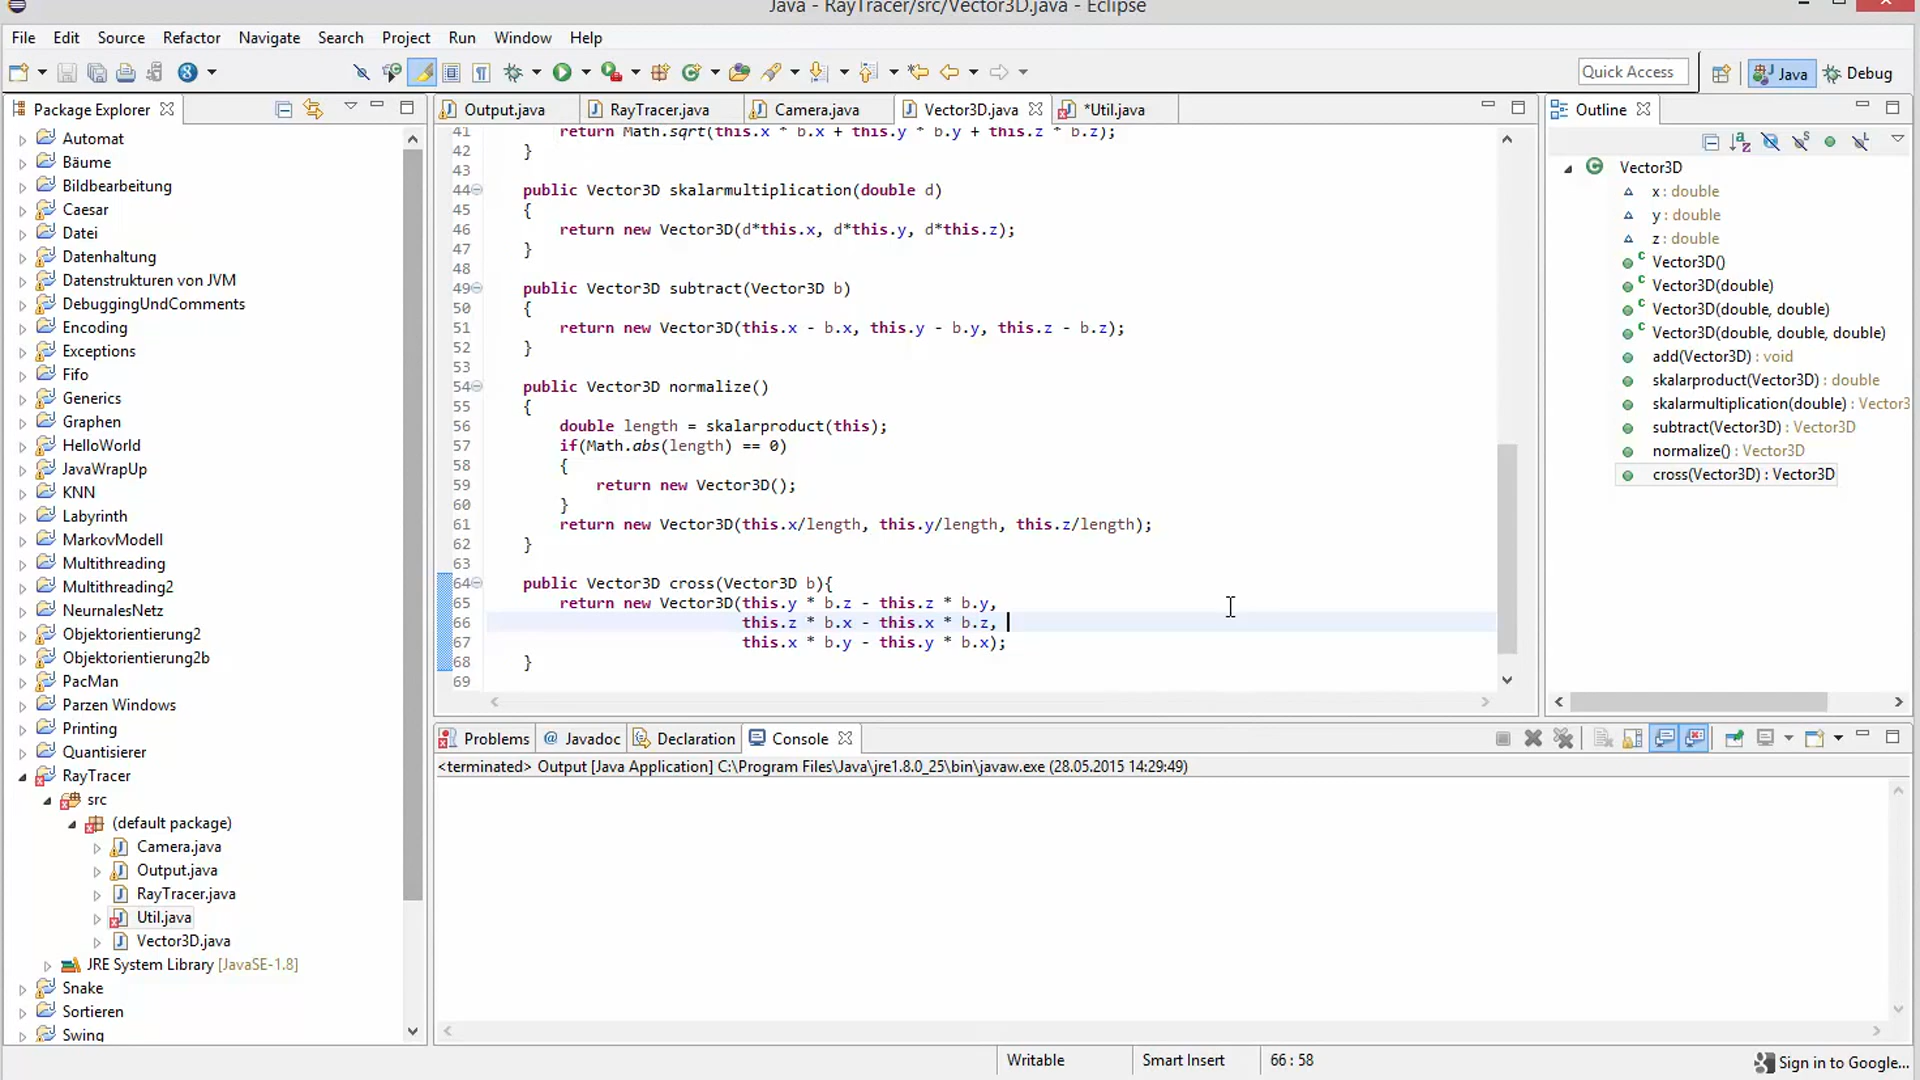 Java - RayTracer/src/Vector3D.java - Eclipse
File Edit Source Refactor Navigate Search Project Run Window Help
Quick Access
Java
Debug
Package Explorer
Automat
Bäume
Bildbearbeitung
Caesar
Datei
Datenhaltung
Datenstrukturen von JVM
DebuggingUndComments
Encoding
Exceptions
Fifo
Generics
Graphen
HelloWorld
JavaWrapUp
KNN
Labyrinth
MarkovModell
Multithreading
Multithreading2
NeurnalesNetz
Objektorientierung2
Objektorientierung2b
PacMan
Parzen Windows
Printing
Quantisierer
RayTracer
src
(default package)
Camera.java
Output.java
RayTracer.java
Util.java
Vector3D.java
JRE System Library [JavaSE-1.8]
Snake
Sortieren
Swing
Output.java RayTracer.java Camera.java Vector3D.java *Util.java
41 return Math.sqrt(this.x * b.x + this.y * b.y + this.z * b.z);
42 }
43
44 public Vector3D skalarmultiplication(double d)
45 {
46 return new Vector3D(d*this.x, d*this.y, d*this.z);
47 }
48
49 public Vector3D subtract(Vector3D b)
50 {
51 return new Vector3D(this.x - b.x, this.y - b.y, this.z - b.z);
52 }
53
54 public Vector3D normalize()
55 {
56 double length = skalarproduct(this);
57 if(Math.abs(length) == 0)
58 {
59 return new Vector3D();
60 }
61 return new Vector3D(this.x/length, this.y/length, this.z/length);
62 }
63
64 public Vector3D cross(Vector3D b){
65 return new Vector3D(this.y * b.z - this.z * b.y,
66 this.z * b.x - this.x * b.z,
67 this.x * b.y - this.y * b.x);
68 }
69
Outline
Vector3D
x : double
y : double
z : double
Vector3D()
Vector3D(double)
Vector3D(double, double)
Vector3D(double, double, double)
add(Vector3D) : void
skalarproduct(Vector3D) : double
skalarmultiplication(double) : Vector3
subtract(Vector3D) : Vector3D
normalize() : Vector3D
cross(Vector3D) : Vector3D
Problems @ Javadoc Declaration Console
<terminated> Output [Java Application] C:\Program Files\Java\jre1.8.0_25\bin\javaw.exe (28.05.2015 14:29:49)
Writable Smart Insert 66 : 58 Sign in to Google...